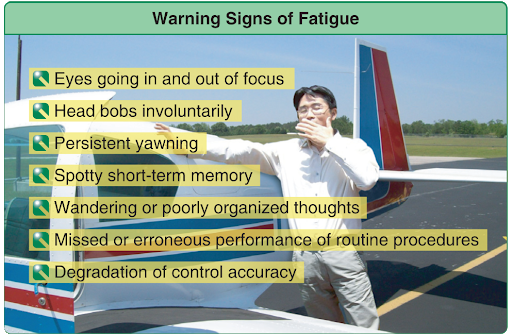 Warning Signs of Fatigue
Eyes going in and out of focus
Head bobs involuntarily
Persistent yawning
Spotty short-term memory
Wandering or poorly organized thoughts
Missed or erroneous performance of routine procedures
Degradation of control accuracy